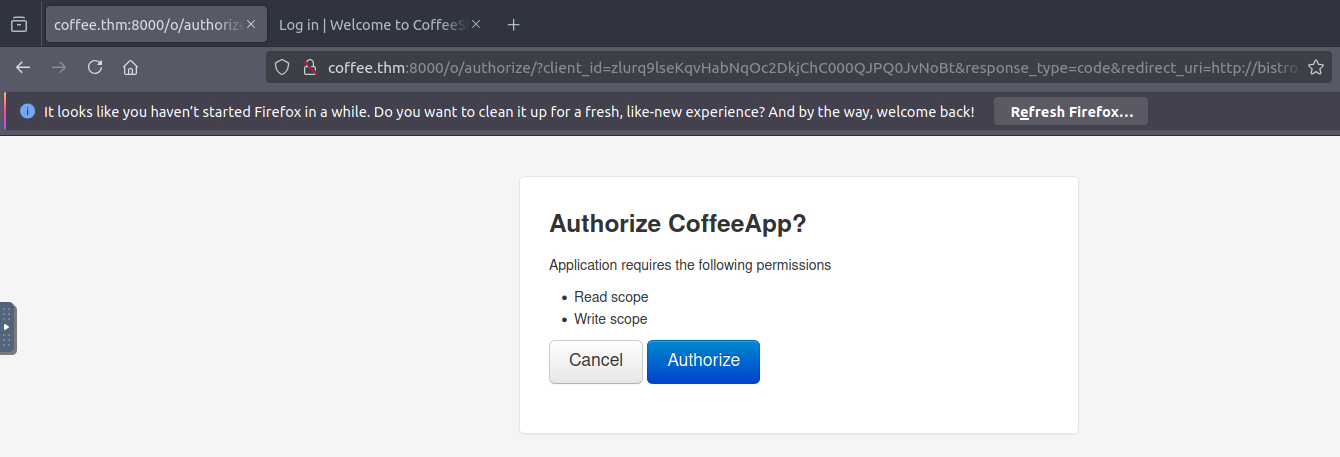 coffee.thm:8000/o/authoriz
Log in | Welcome to CoffeeS
coffee.thm:8000/o/authorize/?client_id=zlurq9lseKqvHabNqOc2DkjChC000QJPQ0JvNoBt&response_type=code&redirect_uri=http://bistro
It looks like you haven’t started Firefox in a while. Do you want to clean it up for a fresh, like-new experience? And by the way, welcome back!
Refresh Firefox…
Authorize CoffeeApp?
Application requires the following permissions
• Read scope
• Write scope
Cancel
Authorize